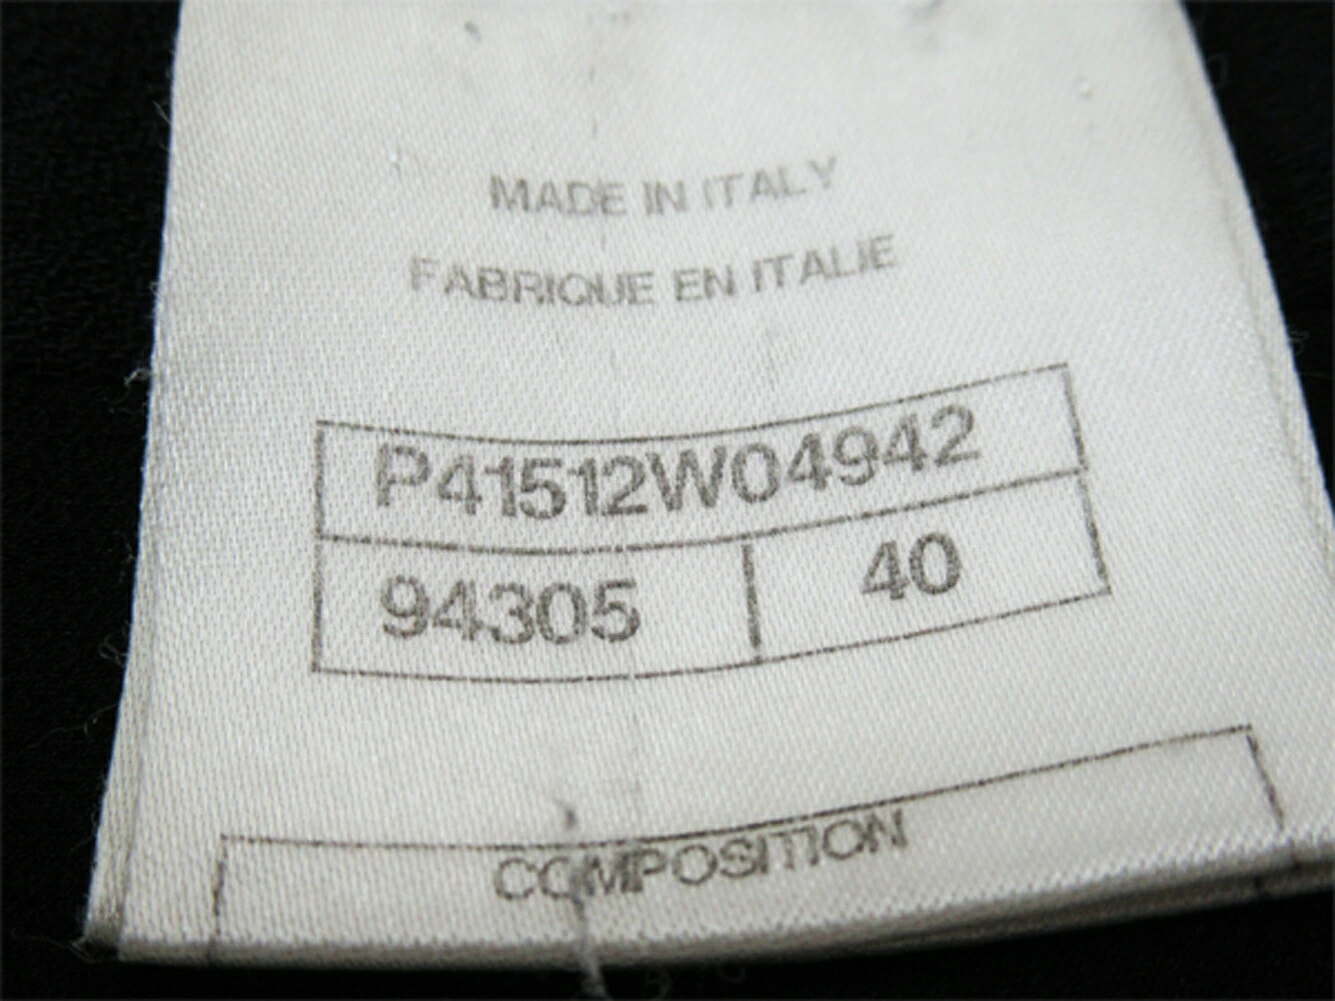 MADE IN ITALY
FABRIQUE EN ITALIE
P41512W04942
94305 40
COMPOSITION